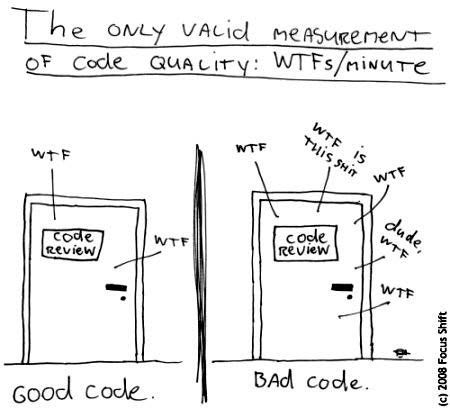 The ONLY VALID MEASUREMENT
OF Code QUALITY: WTFs/MINUTE
WTF
Code
REVIEW
WTF
GOOD Code.
WTF
WTF is
THIS SHIT
WTF
Code
REVIEW
dude,
WTF
WTF
BAd Code.
(c) 2008 Focus Shift